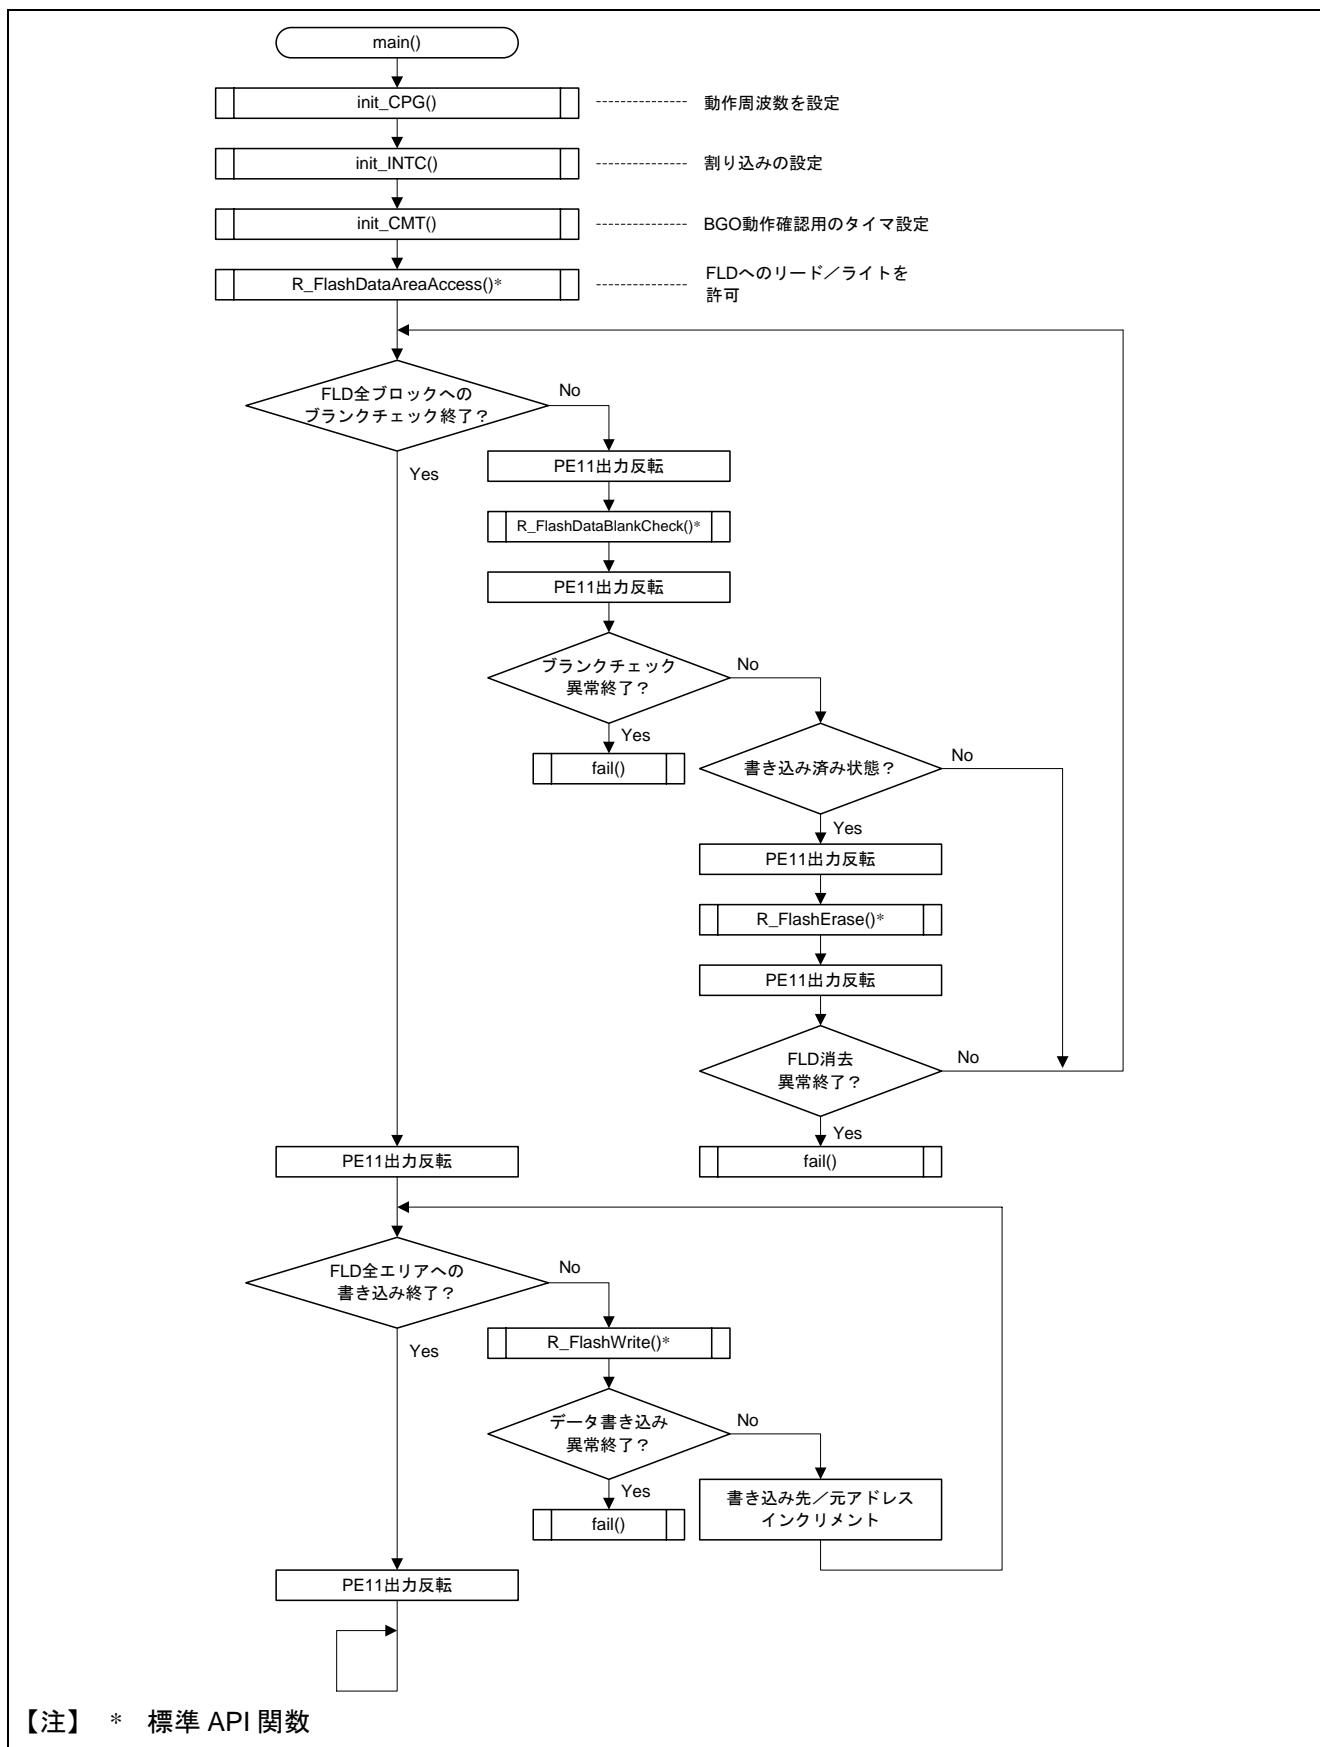 main()
init_CPG()
動作周波数を設定
init_INTC()
割り込みの設定
init_CMT()
BGO動作確認用のタイマ設定
R_FlashDataAreaAccess()*
FLDへのリード／ライトを
許可
FLD全ブロックへの
ブランクチェック終了？
No
Yes
PE11出力反転
R_FlashDataBlankCheck()*
PE11出力反転
ブランクチェック
異常終了？
No
Yes
fail()
書き込み済み状態？
No
Yes
PE11出力反転
R_FlashErase()*
PE11出力反転
FLD消去
異常終了？
No
Yes
fail()
PE11出力反転
FLD全エリアへの
書き込み終了？
No
Yes
R_FlashWrite()*
データ書き込み
異常終了？
No
Yes
fail()
書き込み先／元アドレス
インクリメント
PE11出力反転
【注】 * 標準 API 関数